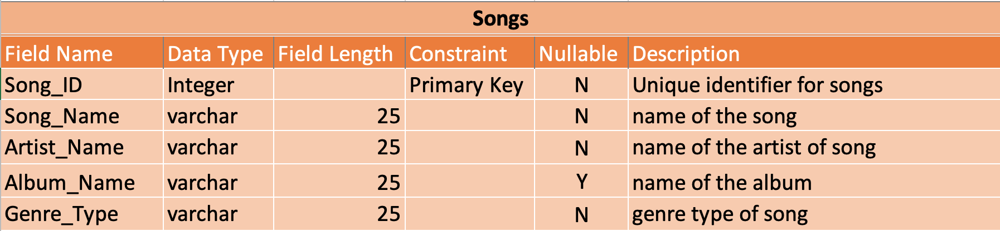 Songs
Field Name Data Type Field Length Constraint Nullable Description
Song_ID Integer Primary Key N Unique identifier for songs
Song_Name varchar 25 N name of the song
Artist_Name varchar 25 N name of the artist of song
Album_Name varchar 25 Y name of the album
Genre_Type varchar 25 N genre type of song